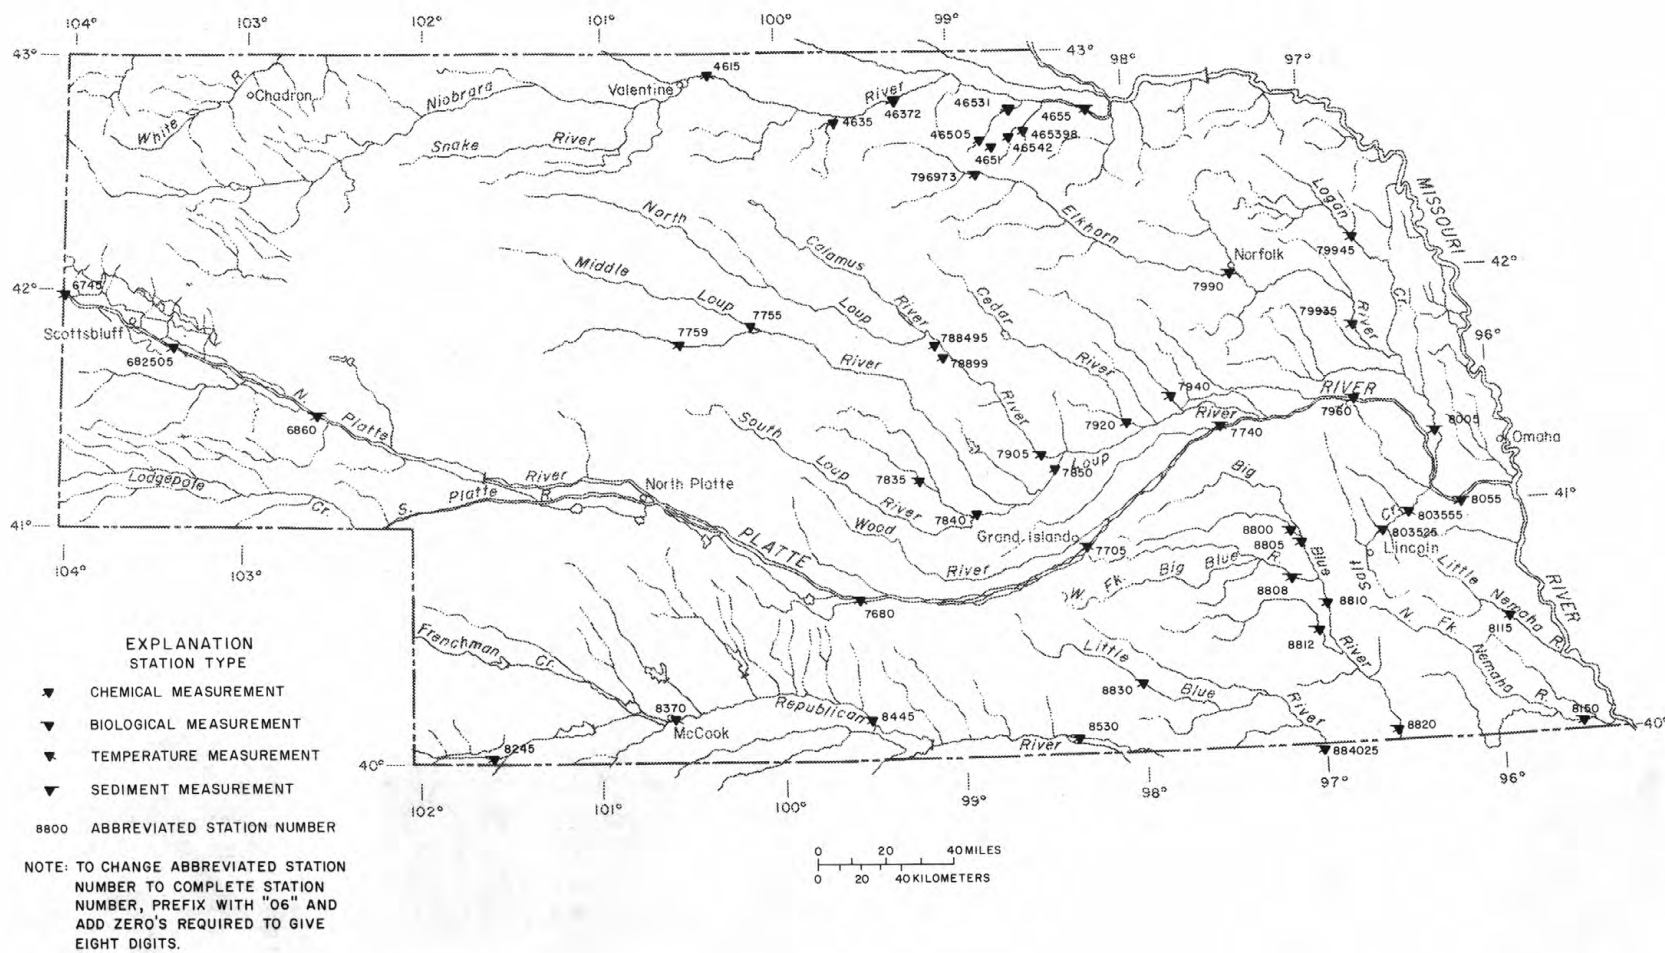 104°
103°
102°
101°
100°
99°
43°
43°
98°
97°
White R.
Chadron
Niobrara River
Valentine
4615
Snake River
4635
46372
46531
4655
46505
465398
46542
4651
796973
MISSOURI
Logan Cr.
79945
Elkhorn River
Norfolk
7990
79935
42°
42°
North Loup River
Calamus River
Cedar River
Middle Loup River
6745
Scottsbluff
682505
7755
7759
788495
78899
96°
7940
RIVER
7960
N. Platte River
6860
South Loup River
7920
River
7740
8005
Omaha
7905
Loup
7850
7835
Big Blue River
Lodgepole Cr.
S. Platte R.
North Platte
41°
41°
7840
Wood River
Grand Island
7705
PLATTE
8800
8805
8055
803555
803525
Salt Cr.
Lincoln
W. Fk. Big Blue R.
8808
8810
8812
Little Nemaha R.
8115
RIVER
104°
103°
7680
N. Fk. Nemaha R.
Little Blue River
8830
Frenchman Cr.
8370
McCook
Republican River
8445
8530
8245
8820
884025
8150
40°
40°
102°
101°
100°
99°
98°
97°
96°
EXPLANATION
STATION TYPE
CHEMICAL MEASUREMENT
BIOLOGICAL MEASUREMENT
TEMPERATURE MEASUREMENT
SEDIMENT MEASUREMENT
8800 ABBREVIATED STATION NUMBER
NOTE: TO CHANGE ABBREVIATED STATION
NUMBER TO COMPLETE STATION
NUMBER, PREFIX WITH "06" AND
ADD ZERO'S REQUIRED TO GIVE
EIGHT DIGITS.
0 20 40 MILES
0 20 40 KILOMETERS